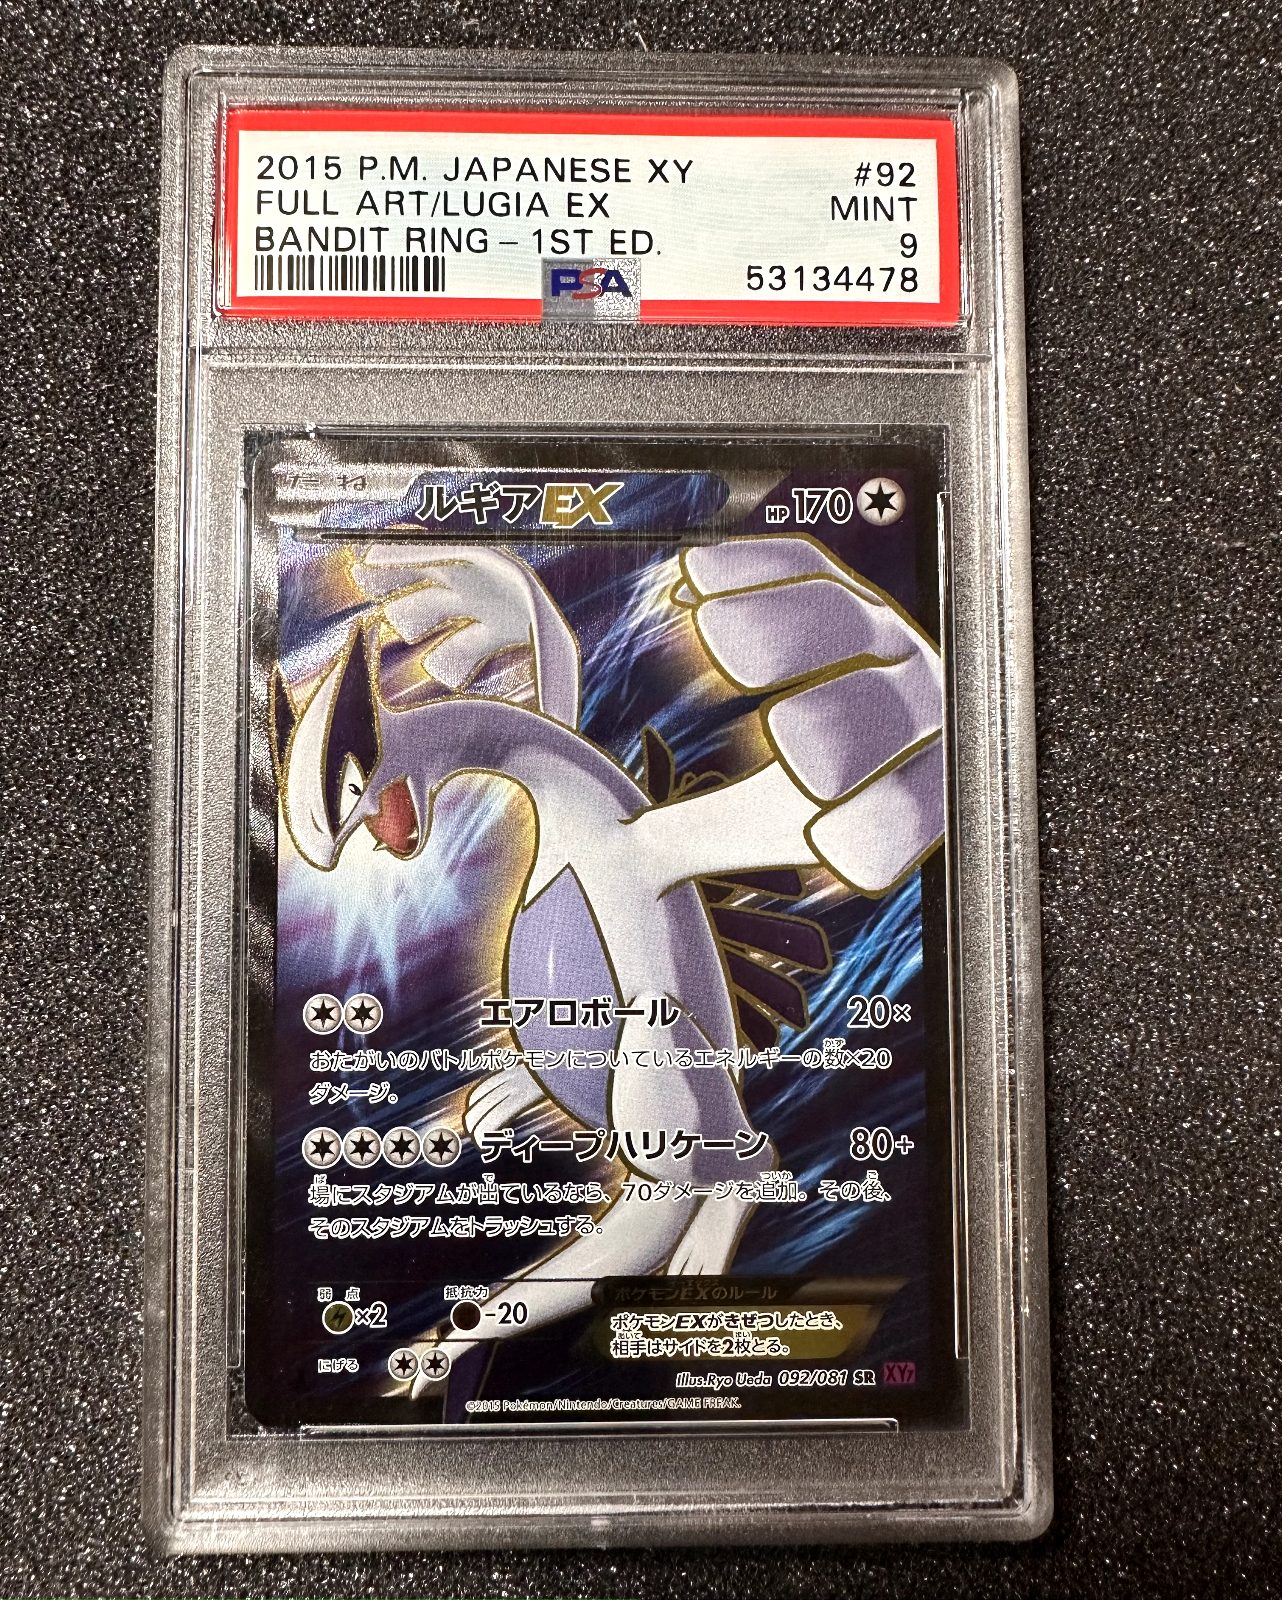 2015 P.M. JAPANESE XY #92
FULL ART/LUGIA EX MINT
BANDIT RING – 1ST ED. 9
PSA 53134478
ルギアEX HP170
エアロボール 20×
おたがいのバトルポケモンについているエネルギーの数×20
ダメージ。
ディープハリケーン 80+
場にスタジアムが出ているなら、70ダメージを追加。その後、
そのスタジアムをトラッシュする。
弱点 ×2 抵抗力 -20
ポケモンEXのルール
ポケモンEXがきぜつしたとき、
相手はサイドを2枚とる。
にげる
Illus.Ryo Ueda 092/081 SR XY7
©2015 Pokémon/Nintendo/Creatures/GAME FREAK.